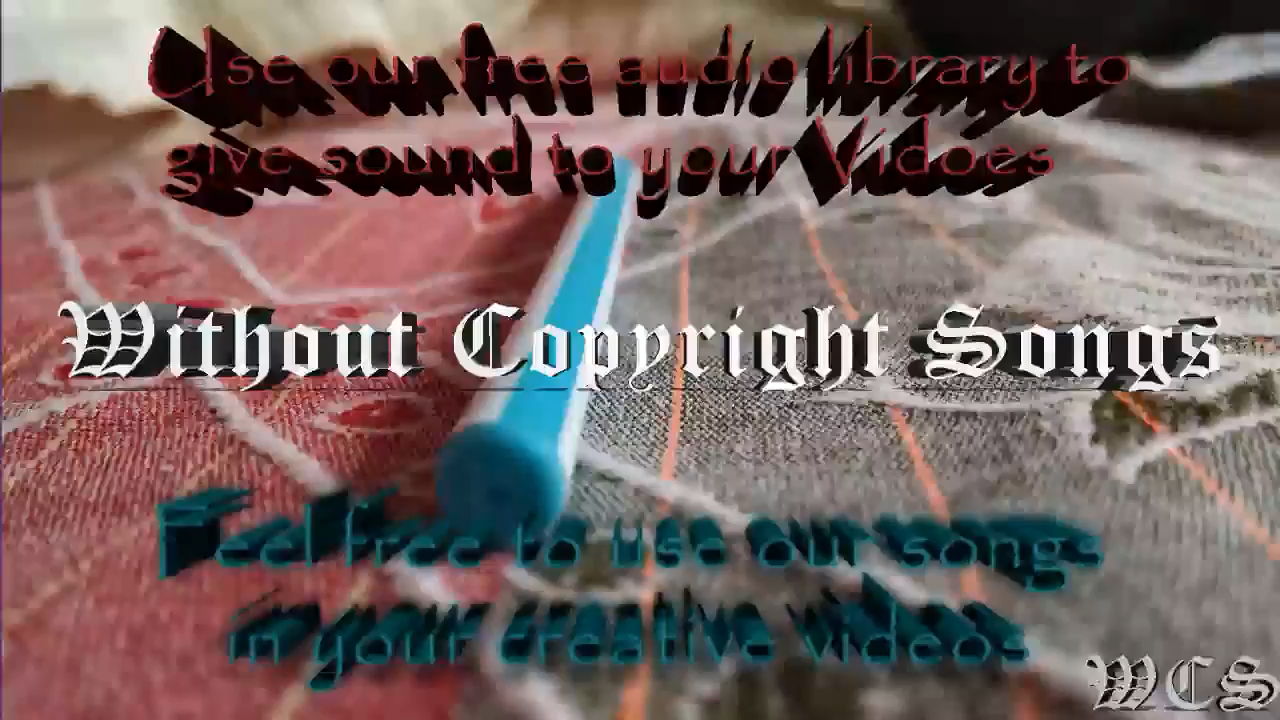 Use our free audio library to
give sound to your Vidoes
Without Copyright Songs
Feel free to use our songs
in your creative videos
WCS